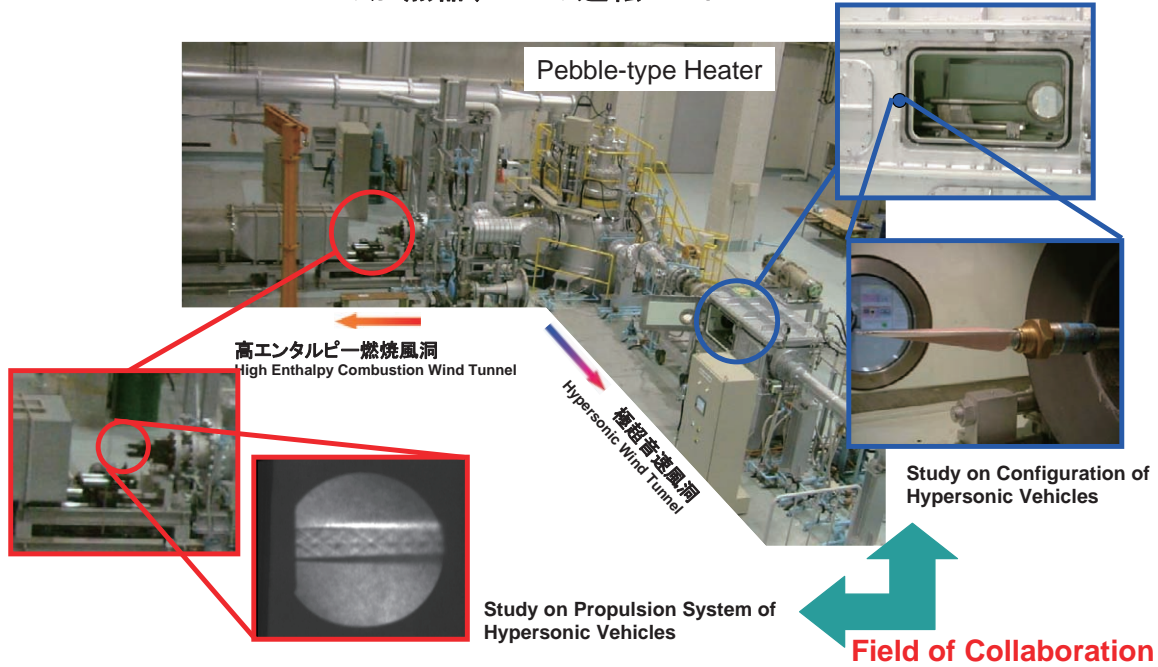 Pebble-type Heater
高エンタルピー燃焼風洞
High Enthalpy Combustion Wind Tunnel
極超音速風洞
Hypersonic Wind Tunnel
Study on Configuration of
Hypersonic Vehicles
Study on Propulsion System of
Hypersonic Vehicles
Field of Collaboration